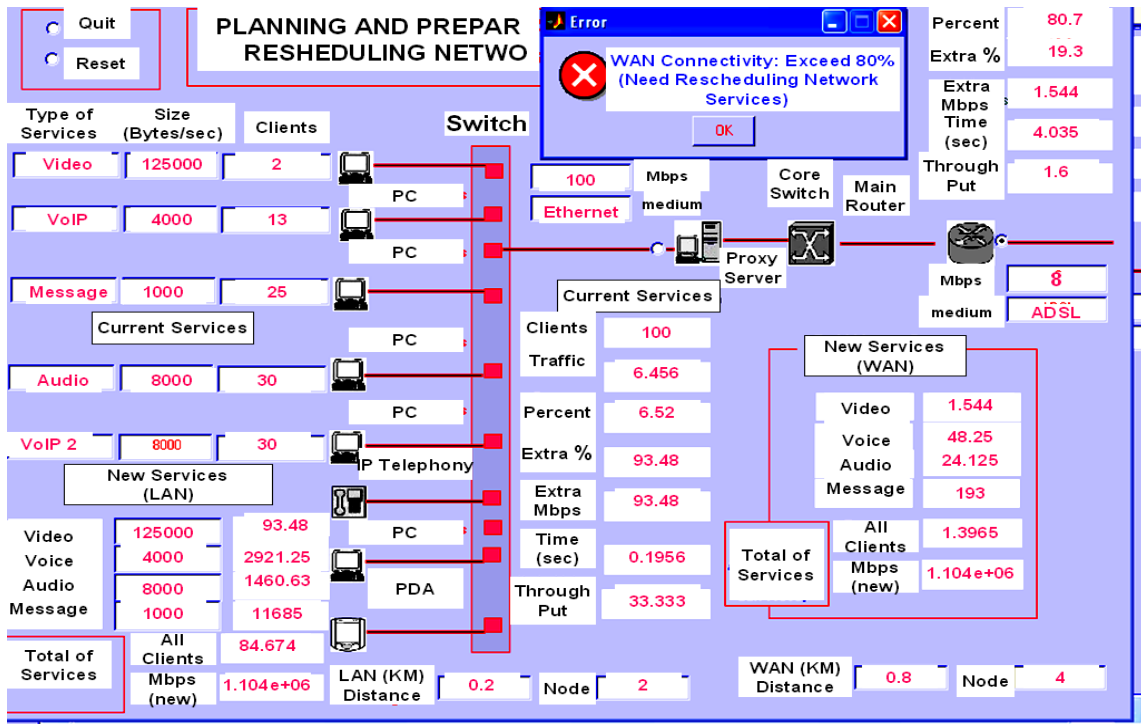 Quit
Reset
PLANNING AND PREPAR
RESHEDULING NETWO
Error
WAN Connectivity: Exceed 80%
(Need Rescheduling Network
Services)
OK
Percent 80.7
Extra % 19.3
Extra
Mbps 1.544
Time
(sec) 4.035
Through
Put 1.6
Type of
Services
Size
(Bytes/sec)
Clients
Switch
Video 125000 2
PC
VoIP 4000 13
PC
Message 1000 25
Current Services
PC
Audio 8000 30
PC
VoIP 2 8000 30
IP Telephony
New Services
(LAN)
PC
PDA
100 Mbps
Ethernet medium
Proxy
Server
Core
Switch
Main
Router
Mbps 8
medium ADSL
Current Services
Clients 100
Traffic 6.456
Percent 6.52
Extra % 93.48
Extra
Mbps 93.48
Time
(sec) 0.1956
Through
Put 33.333
New Services
(WAN)
Video 1.544
Voice 48.25
Audio 24.125
Message 193
Total of
Services
All
Clients 1.3965
Mbps
(new) 1.104e+06
Video 125000 93.48
Voice 4000 2921.25
Audio 8000 1460.63
Message 1000 11685
Total of
Services
All
Clients 84.674
Mbps
(new) 1.104e+06
LAN (KM)
Distance 0.2 Node 2
WAN (KM)
Distance 0.8 Node 4